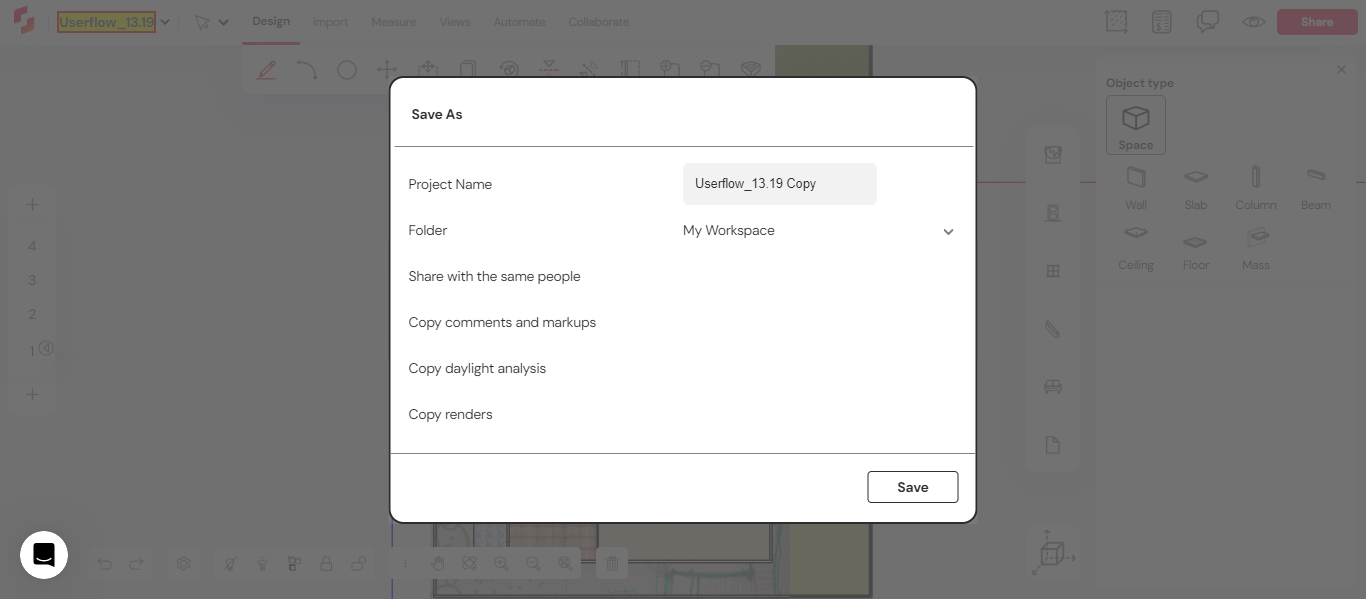 Userflow_13.19
Design
Import
Measure
Views
Automate
Collaborate
Share
Save As
Project Name
Userflow_13.19 Copy
Folder
My Workspace
Share with the same people
Copy comments and markups
Copy daylight analysis
Copy renders
Save
4
3
2
1
Object type
Space
Wall
Slab
Column
Beam
Ceiling
Floor
Mass